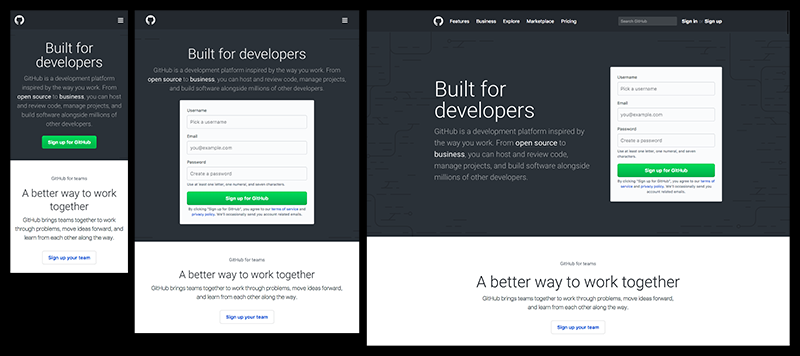 Built for
developers
GitHub is a development platform
inspired by the way you work. From
open source to business, you can host
and review code, manage projects, and
build software alongside millions of
other developers.
Sign up for GitHub
GitHub for teams
A better way to work
together
GitHub brings teams together to work
through problems, move ideas forward, and
learn from each other along the way.
Sign up your team
Built for developers
GitHub is a development platform inspired by the way you work. From
open source to business, you can host and review code, manage projects,
and build software alongside millions of other developers.
Username
Pick a username
Email
you@example.com
Password
Create a password
Use at least one letter, one numeral, and seven
characters.
Sign up for GitHub
By clicking "Sign up for GitHub", you agree to our terms of service and
privacy policy. We'll occasionally send you account related emails.
GitHub for teams
A better way to work together
GitHub brings teams together to work through problems, move ideas forward,
and learn from each other along the way.
Sign up your team
Features Business Explore Marketplace Pricing
Search GitHub
Sign in or Sign up
Built for
developers
GitHub is a development platform inspired by
the way you work. From open source to
business, you can host and review code,
manage projects, and build software alongside
millions of other developers.
Username
Pick a username
Email
you@example.com
Password
Create a password
Use at least one letter, one numeral, and seven
characters.
Sign up for GitHub
By clicking "Sign up for GitHub", you agree to our terms of
service and privacy policy. We'll occasionally send you account
related emails.
GitHub for teams
A better way to work together
GitHub brings teams together to work through problems, move ideas forward,
and learn from each other along the way.
Sign up your team